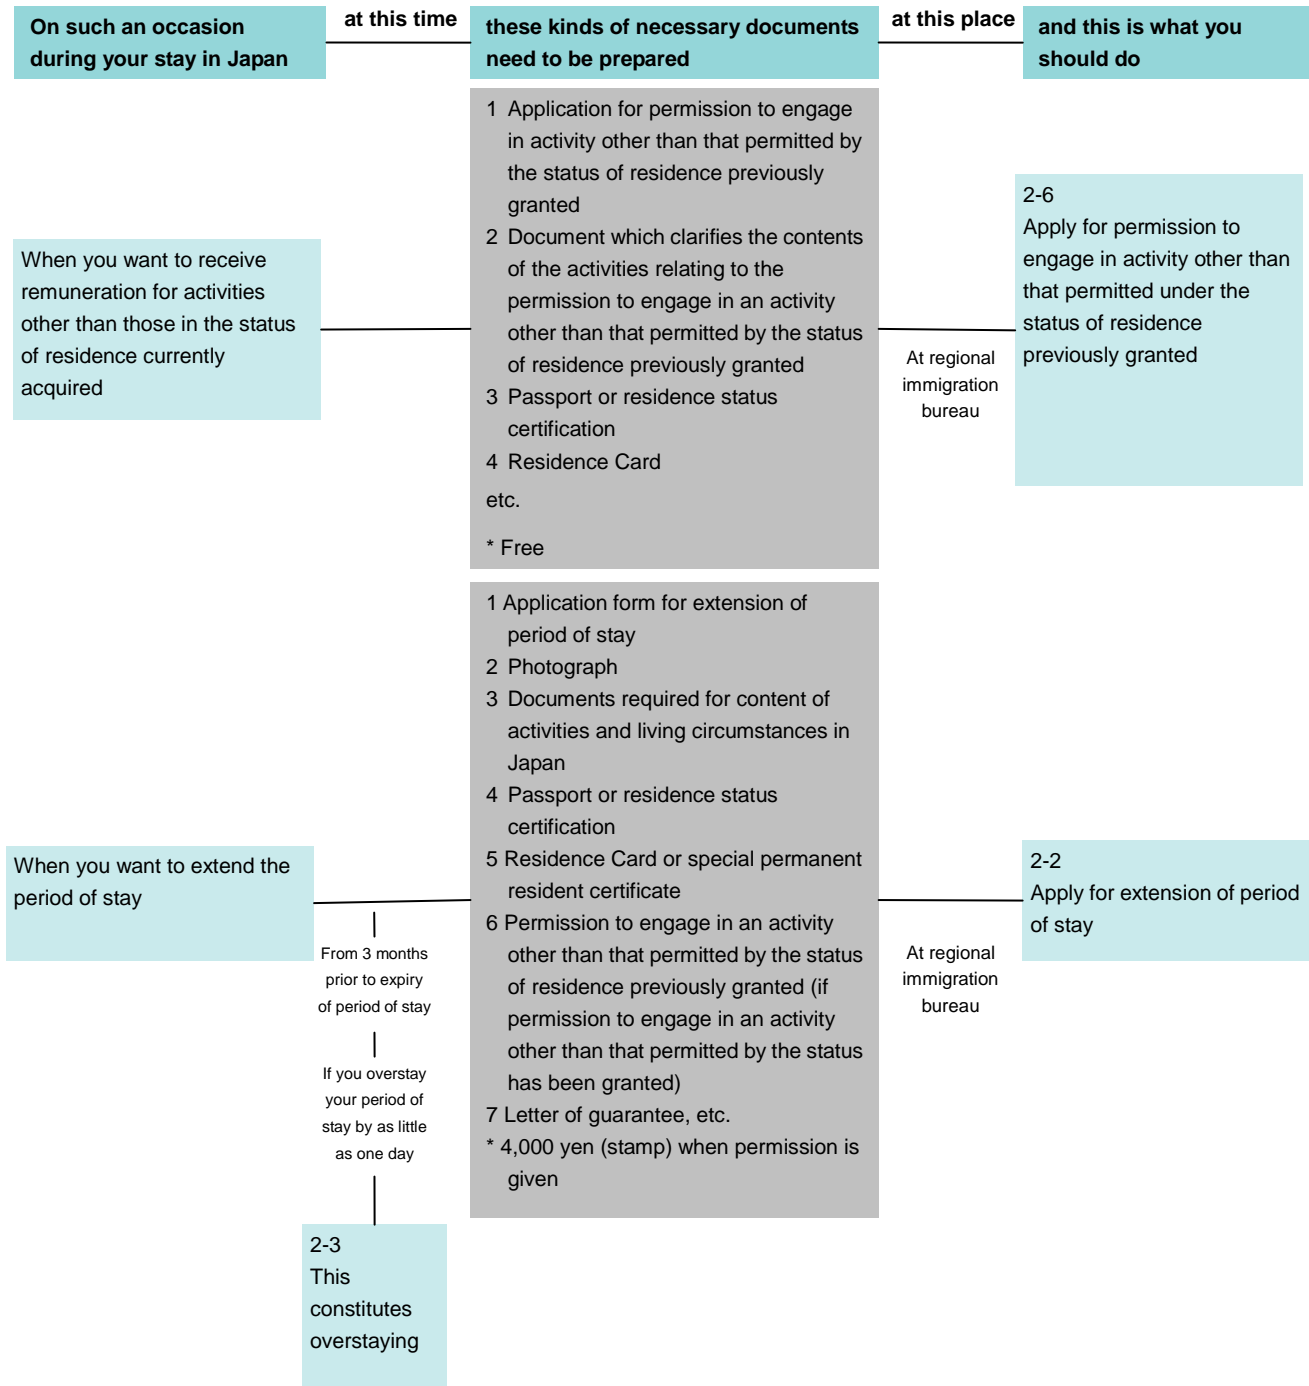 On such an occasion
during your stay in Japan
at this time
these kinds of necessary documents
need to be prepared
at this place
and this is what you
should do
When you want to receive
remuneration for activities
other than those in the status
of residence currently
acquired
1 Application for permission to engage
in activity other than that permitted by
the status of residence previously
granted
2 Document which clarifies the contents
of the activities relating to the
permission to engage in an activity
other than that permitted by the status
of residence previously granted
3 Passport or residence status
certification
4 Residence Card
etc.
* Free
At regional
immigration
bureau
2-6
Apply for permission to
engage in activity other than
that permitted under the
status of residence
previously granted
When you want to extend the
period of stay
From 3 months
prior to expiry
of period of stay
If you overstay
your period of
stay by as little
as one day
2-3
This
constitutes
overstaying
1 Application form for extension of
period of stay
2 Photograph
3 Documents required for content of
activities and living circumstances in
Japan
4 Passport or residence status
certification
5 Residence Card or special permanent
resident certificate
6 Permission to engage in an activity
other than that permitted by the status
of residence previously granted (if
permission to engage in an activity
other than that permitted by the status
has been granted)
7 Letter of guarantee, etc.
* 4,000 yen (stamp) when permission is
given
At regional
immigration
bureau
2-2
Apply for extension of period
of stay